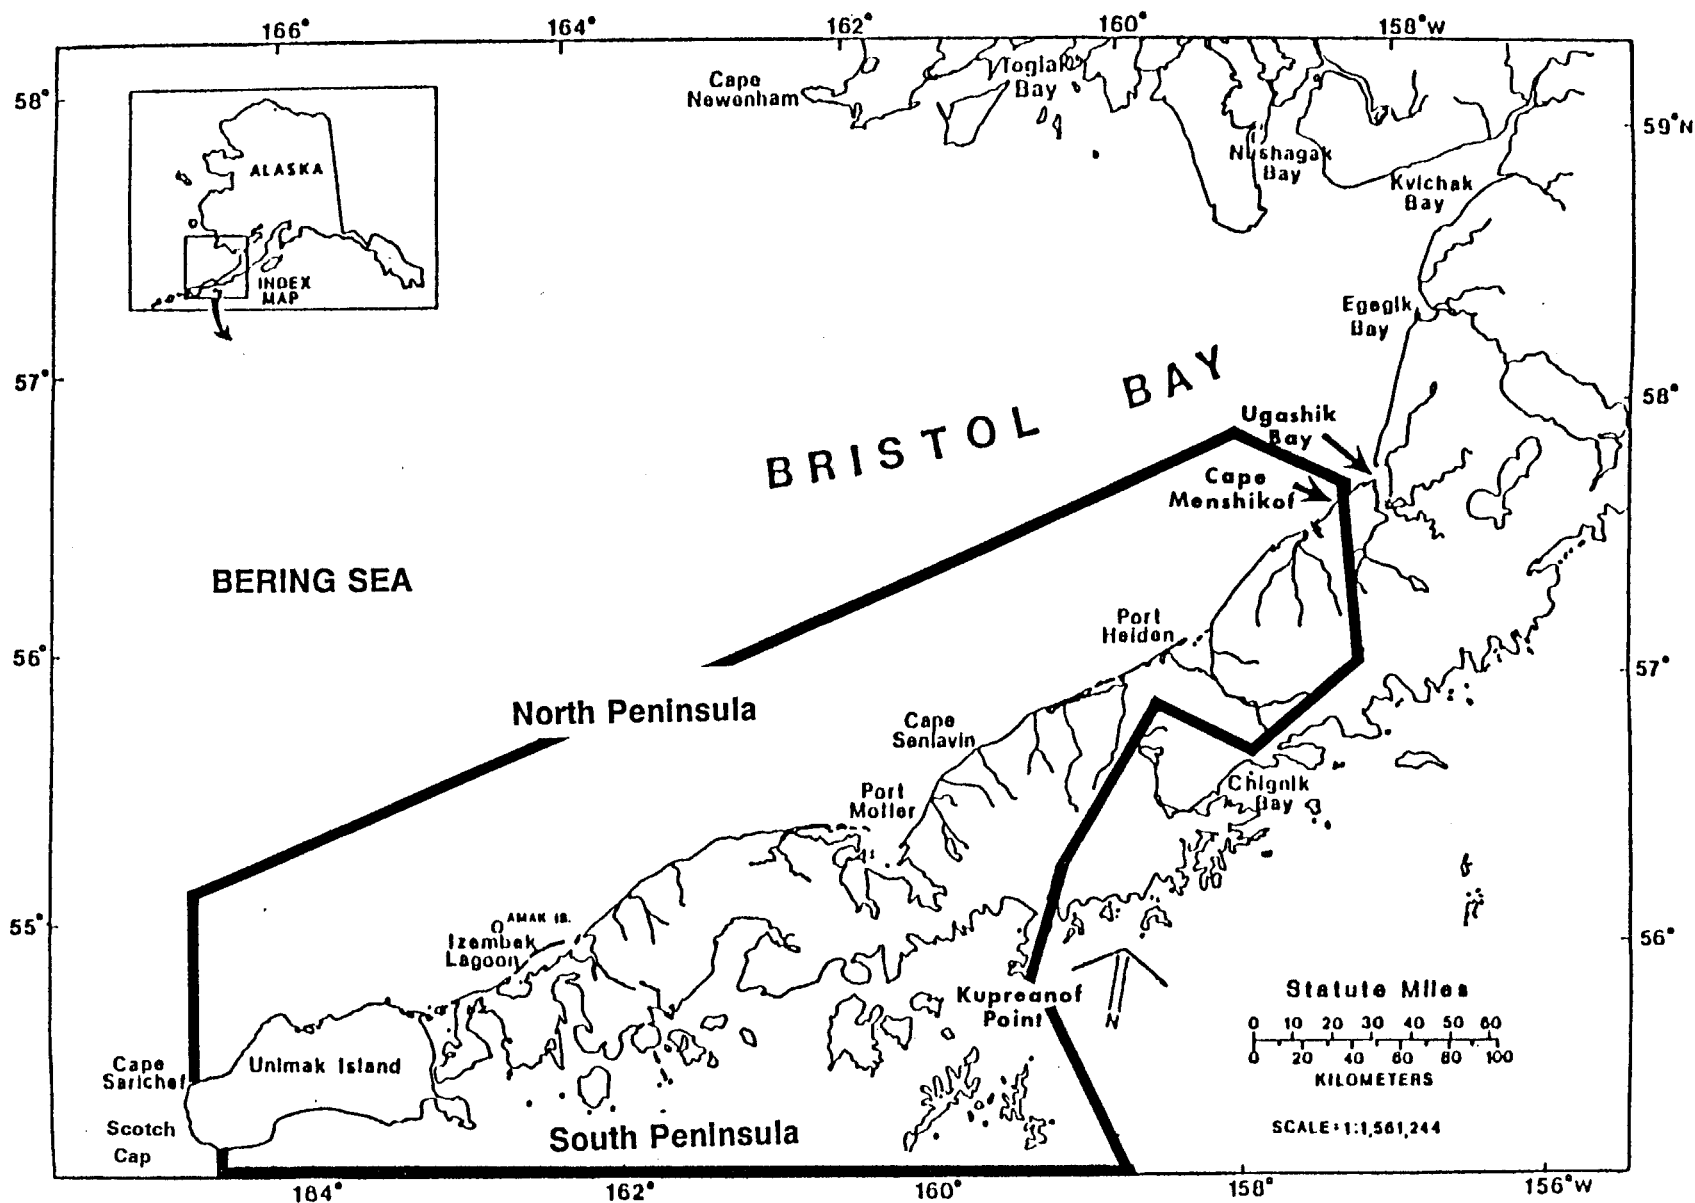 166°
164°
162°
160°
158°W
58°
57°
56°
55°
59°N
58°
57°
56°
ALASKA
INDEX
MAP
Cape
Newenham
Togiak
Bay
Nushagak
Bay
Kvichak
Bay
Egegik
Bay
BRISTOL BAY
Ugashik
Bay
Cape
Menshikof
BERING SEA
Port
Heiden
North Peninsula
Cape
Senlavin
Port
Moller
Chignik
Bay
AMAK IS.
Izembek
Lagoon
Kupreanof
Point
N
Statute Miles
0 10 20 30 40 50 60
0 20 40 60 80 100
KILOMETERS
SCALE=1:1,561,244
Cape
Sarichef
Unimak Island
Scotch
Cap
South Peninsula
164°
162°
160°
158°
156°W